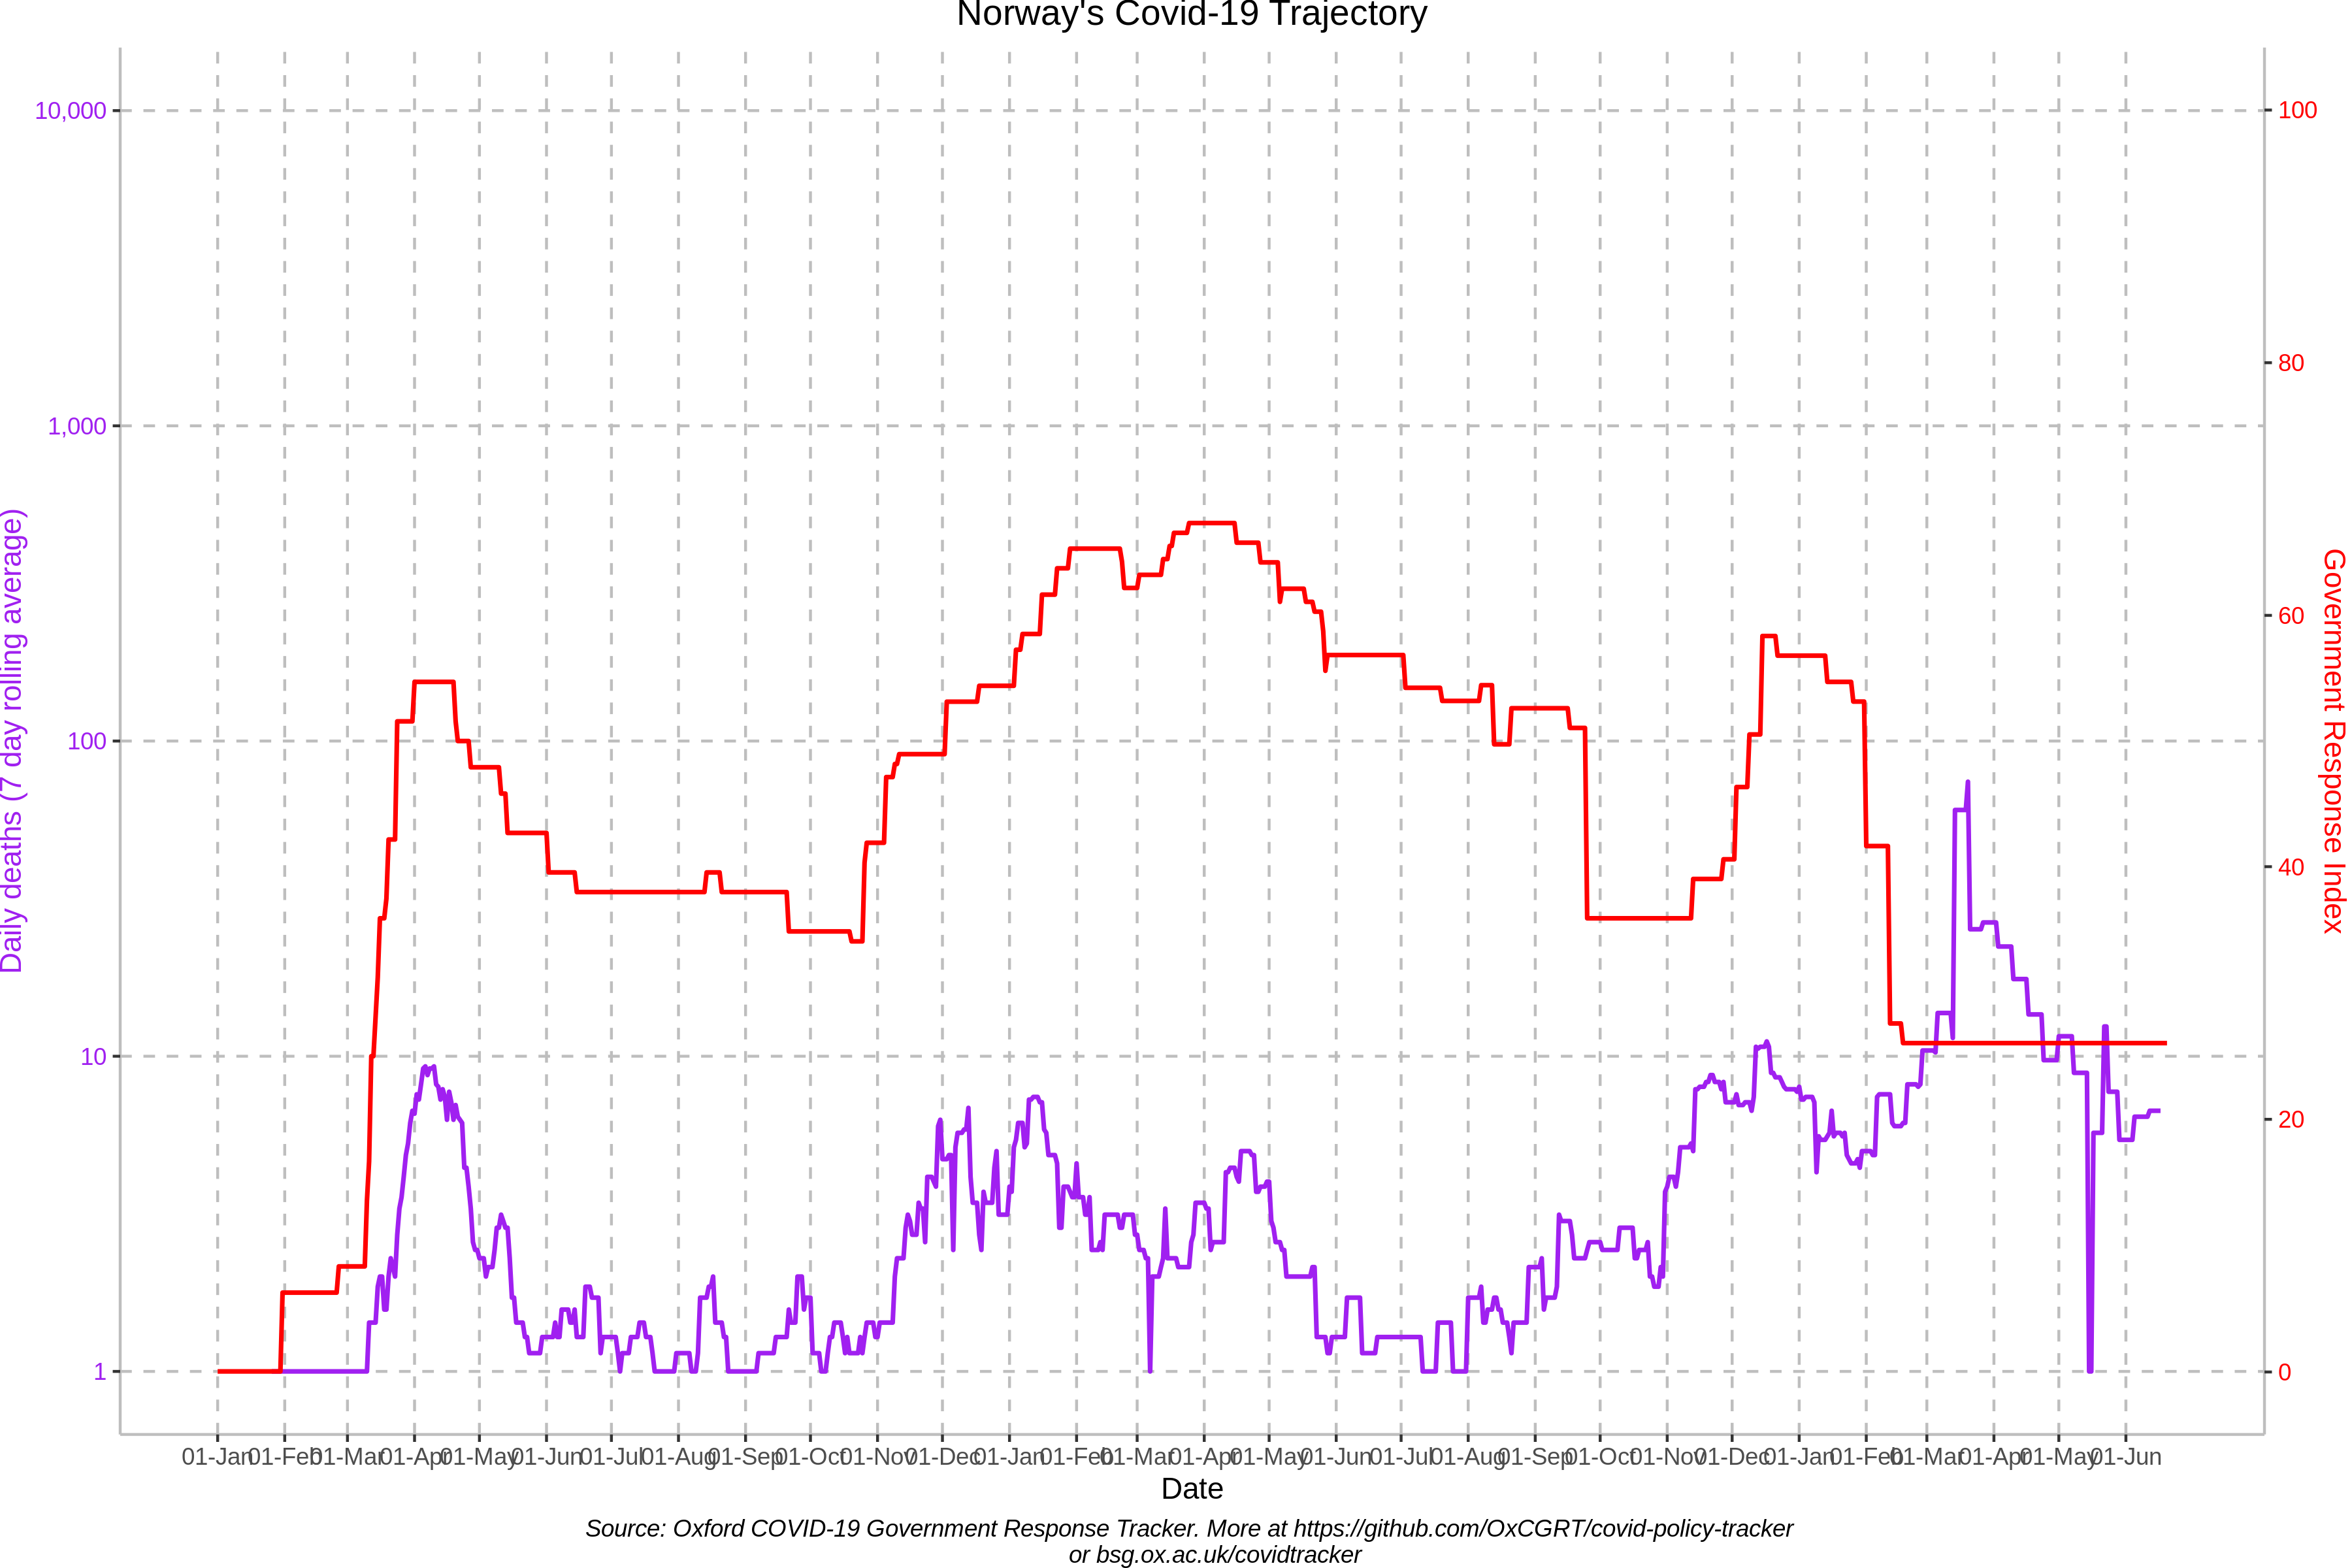 Norway's Covid-19 Trajectory
10,000
1,000
100
10
1
Daily deaths (7 day rolling average)
100
80
60
40
20
0
Government Response Index
01-Jan 01-Feb 01-Mar 01-Apr 01-May 01-Jun 01-Jul 01-Aug 01-Sep 01-Oct 01-Nov 01-Dec 01-Jan 01-Feb 01-Mar 01-Apr 01-May 01-Jun 01-Jul 01-Aug 01-Sep 01-Oct 01-Nov 01-Dec 01-Jan 01-Feb 01-Mar 01-Apr 01-May 01-Jun
Date
Source: Oxford COVID-19 Government Response Tracker. More at https://github.com/OxCGRT/covid-policy-tracker
or bsg.ox.ac.uk/covidtracker